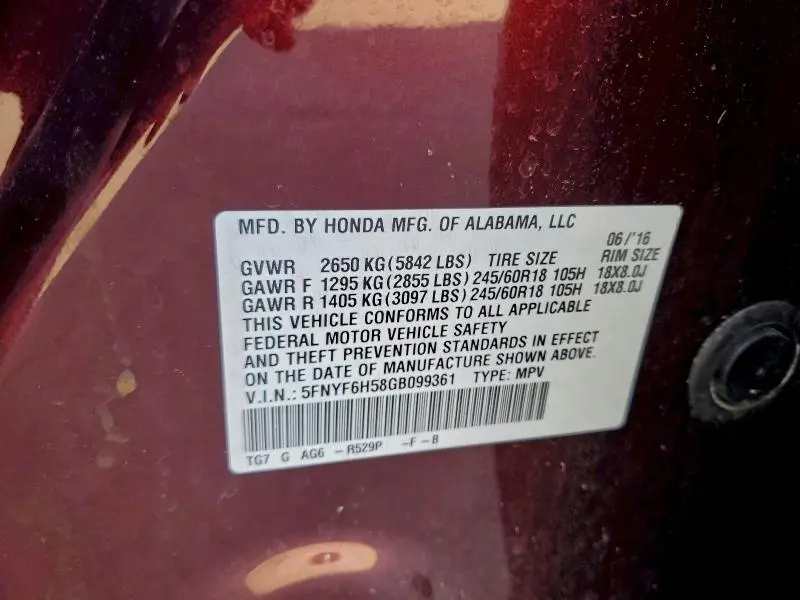 MFD. BY HONDA MFG. OF ALABAMA, LLC
06/'16
GVWR 2650 KG (5842 LBS) TIRE SIZE RIM SIZE
GAWR F 1295 KG (2855 LBS) 245/60R18 105H 18X8.0J
GAWR R 1405 KG (3097 LBS) 245/60R18 105H 18X8.0J
THIS VEHICLE CONFORMS TO ALL APPLICABLE
FEDERAL MOTOR VEHICLE SAFETY
AND THEFT PREVENTION STANDARDS IN EFFECT
ON THE DATE OF MANUFACTURE SHOWN ABOVE.
V.I.N.: 5FNYF6H58GB099361 TYPE: MPV
TG7 G AG6 -R529P -F-8